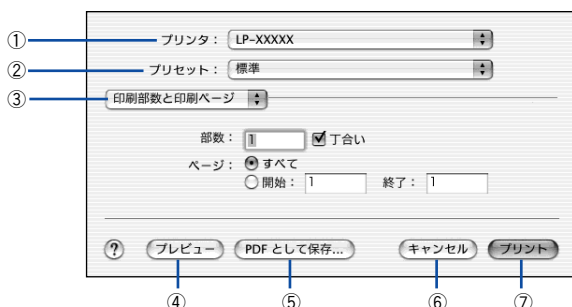 ① プリンタ： LP-XXXXX
② プリセット： 標準
③ 印刷部数と印刷ページ
部数： 1 丁合い
ページ： すべて
開始： 1 終了： 1
? プレビュー PDF として保存... キャンセル プリント
④ ⑤ ⑥ ⑦